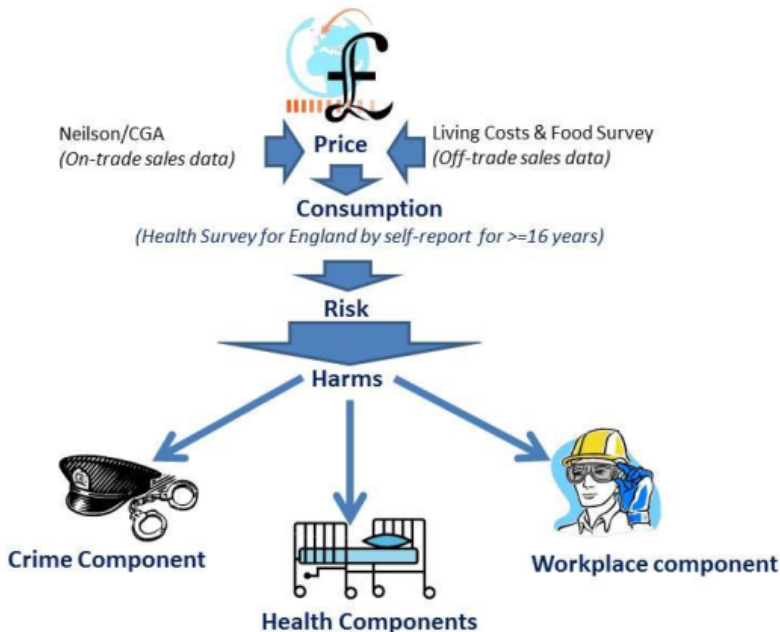 £
Neilson/CGA
(On-trade sales data)
Price
Living Costs & Food Survey
(Off-trade sales data)
Consumption
(Health Survey for England by self-report for >=16 years)
Risk
Harms
Crime Component
Workplace component
Health Components